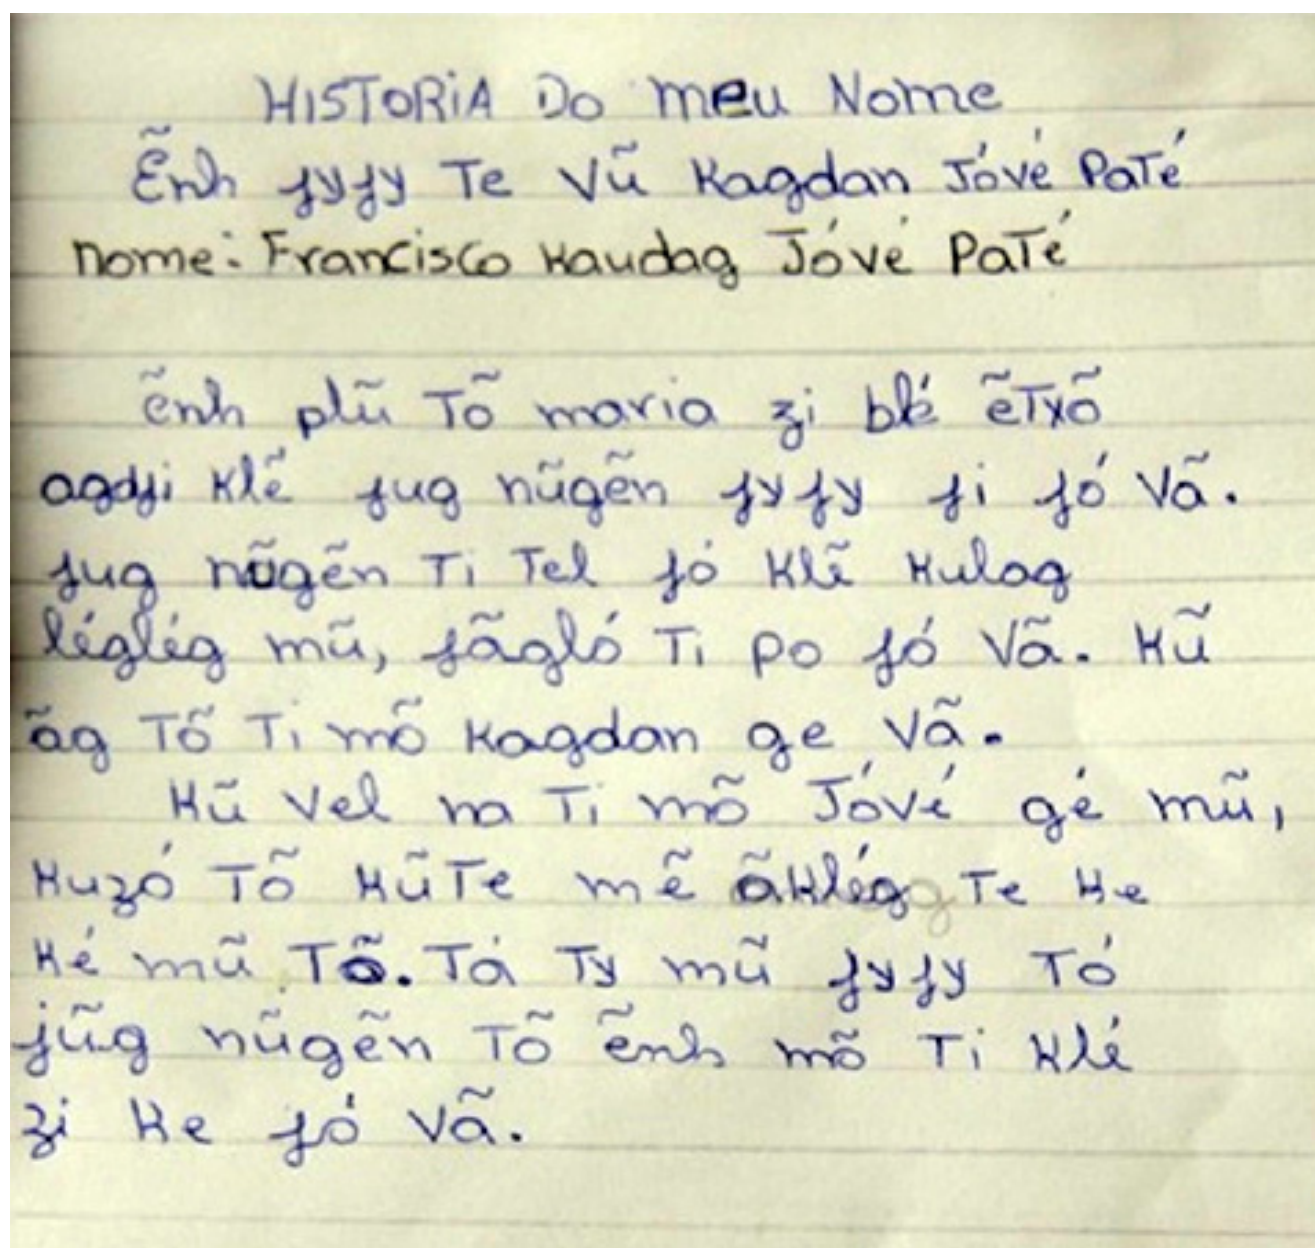 HISTORIA Do meu Nome
Ẽnh jyjy Te Vũ Kagdan Jóvé PaTé
nome: Francisco Kaudag Jóvé PaTé
ẽnh plũ Tõ maria zi blé ẽTxõ
agdji Klẽ jug nũgẽn jyjy ji jó Vã.
jug nũgẽn Ti Tel jó Klẽ Kulag
léglég mũ, jãgló Ti po jó Vã. Kũ
ãg Tõ Ti mõ Kagdan ge Vã.
Kũ Vel na Ti mõ Jóvé gé mũ,
Kuzó Tõ KũTe mẽ ãklég Te Ke
Ké mũ Tõ. Tá Ty mũ jyjy Tó
jũg nũgẽn Tõ ẽnh mõ Ti Klé
zi Ke jó Vã.